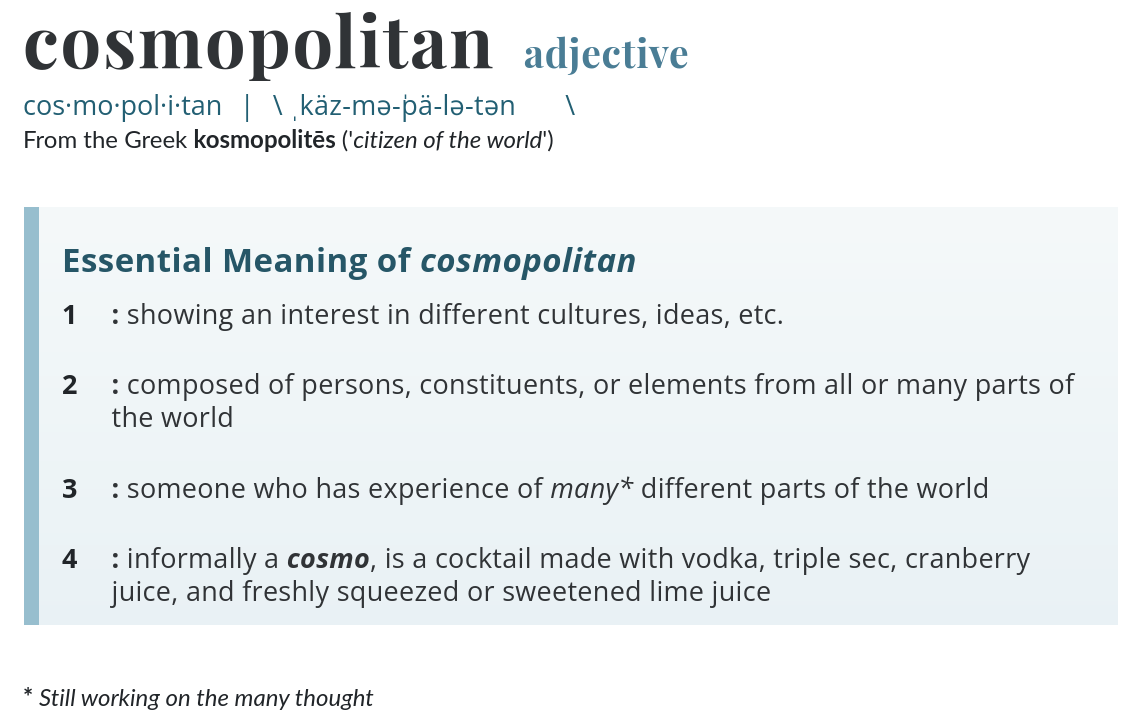 cosmopolitan adjective
cos·mo·pol·i·tan | \ ˌkäz-mə-ˈpä-lə-tən \
From the Greek kosmopolitēs ('citizen of the world')
Essential Meaning of cosmopolitan
1 : showing an interest in different cultures, ideas, etc.
2 : composed of persons, constituents, or elements from all or many parts of
the world
3 : someone who has experience of many* different parts of the world
4 : informally a cosmo, is a cocktail made with vodka, triple sec, cranberry
juice, and freshly squeezed or sweetened lime juice
* Still working on the many thought